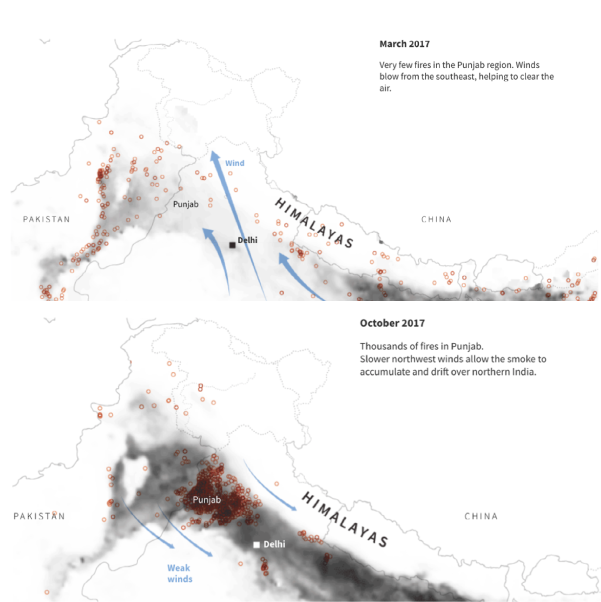 March 2017
Very few fires in the Punjab region. Winds
blow from the southeast, helping to clear the
air.
Wind
Punjab
HIMALAYAS
PAKISTAN
CHINA
Delhi
October 2017
Thousands of fires in Punjab.
Slower northwest winds allow the smoke to
accumulate and drift over northern India.
Punjab
HIMALAYAS
PAKISTAN
CHINA
Delhi
Weak
winds